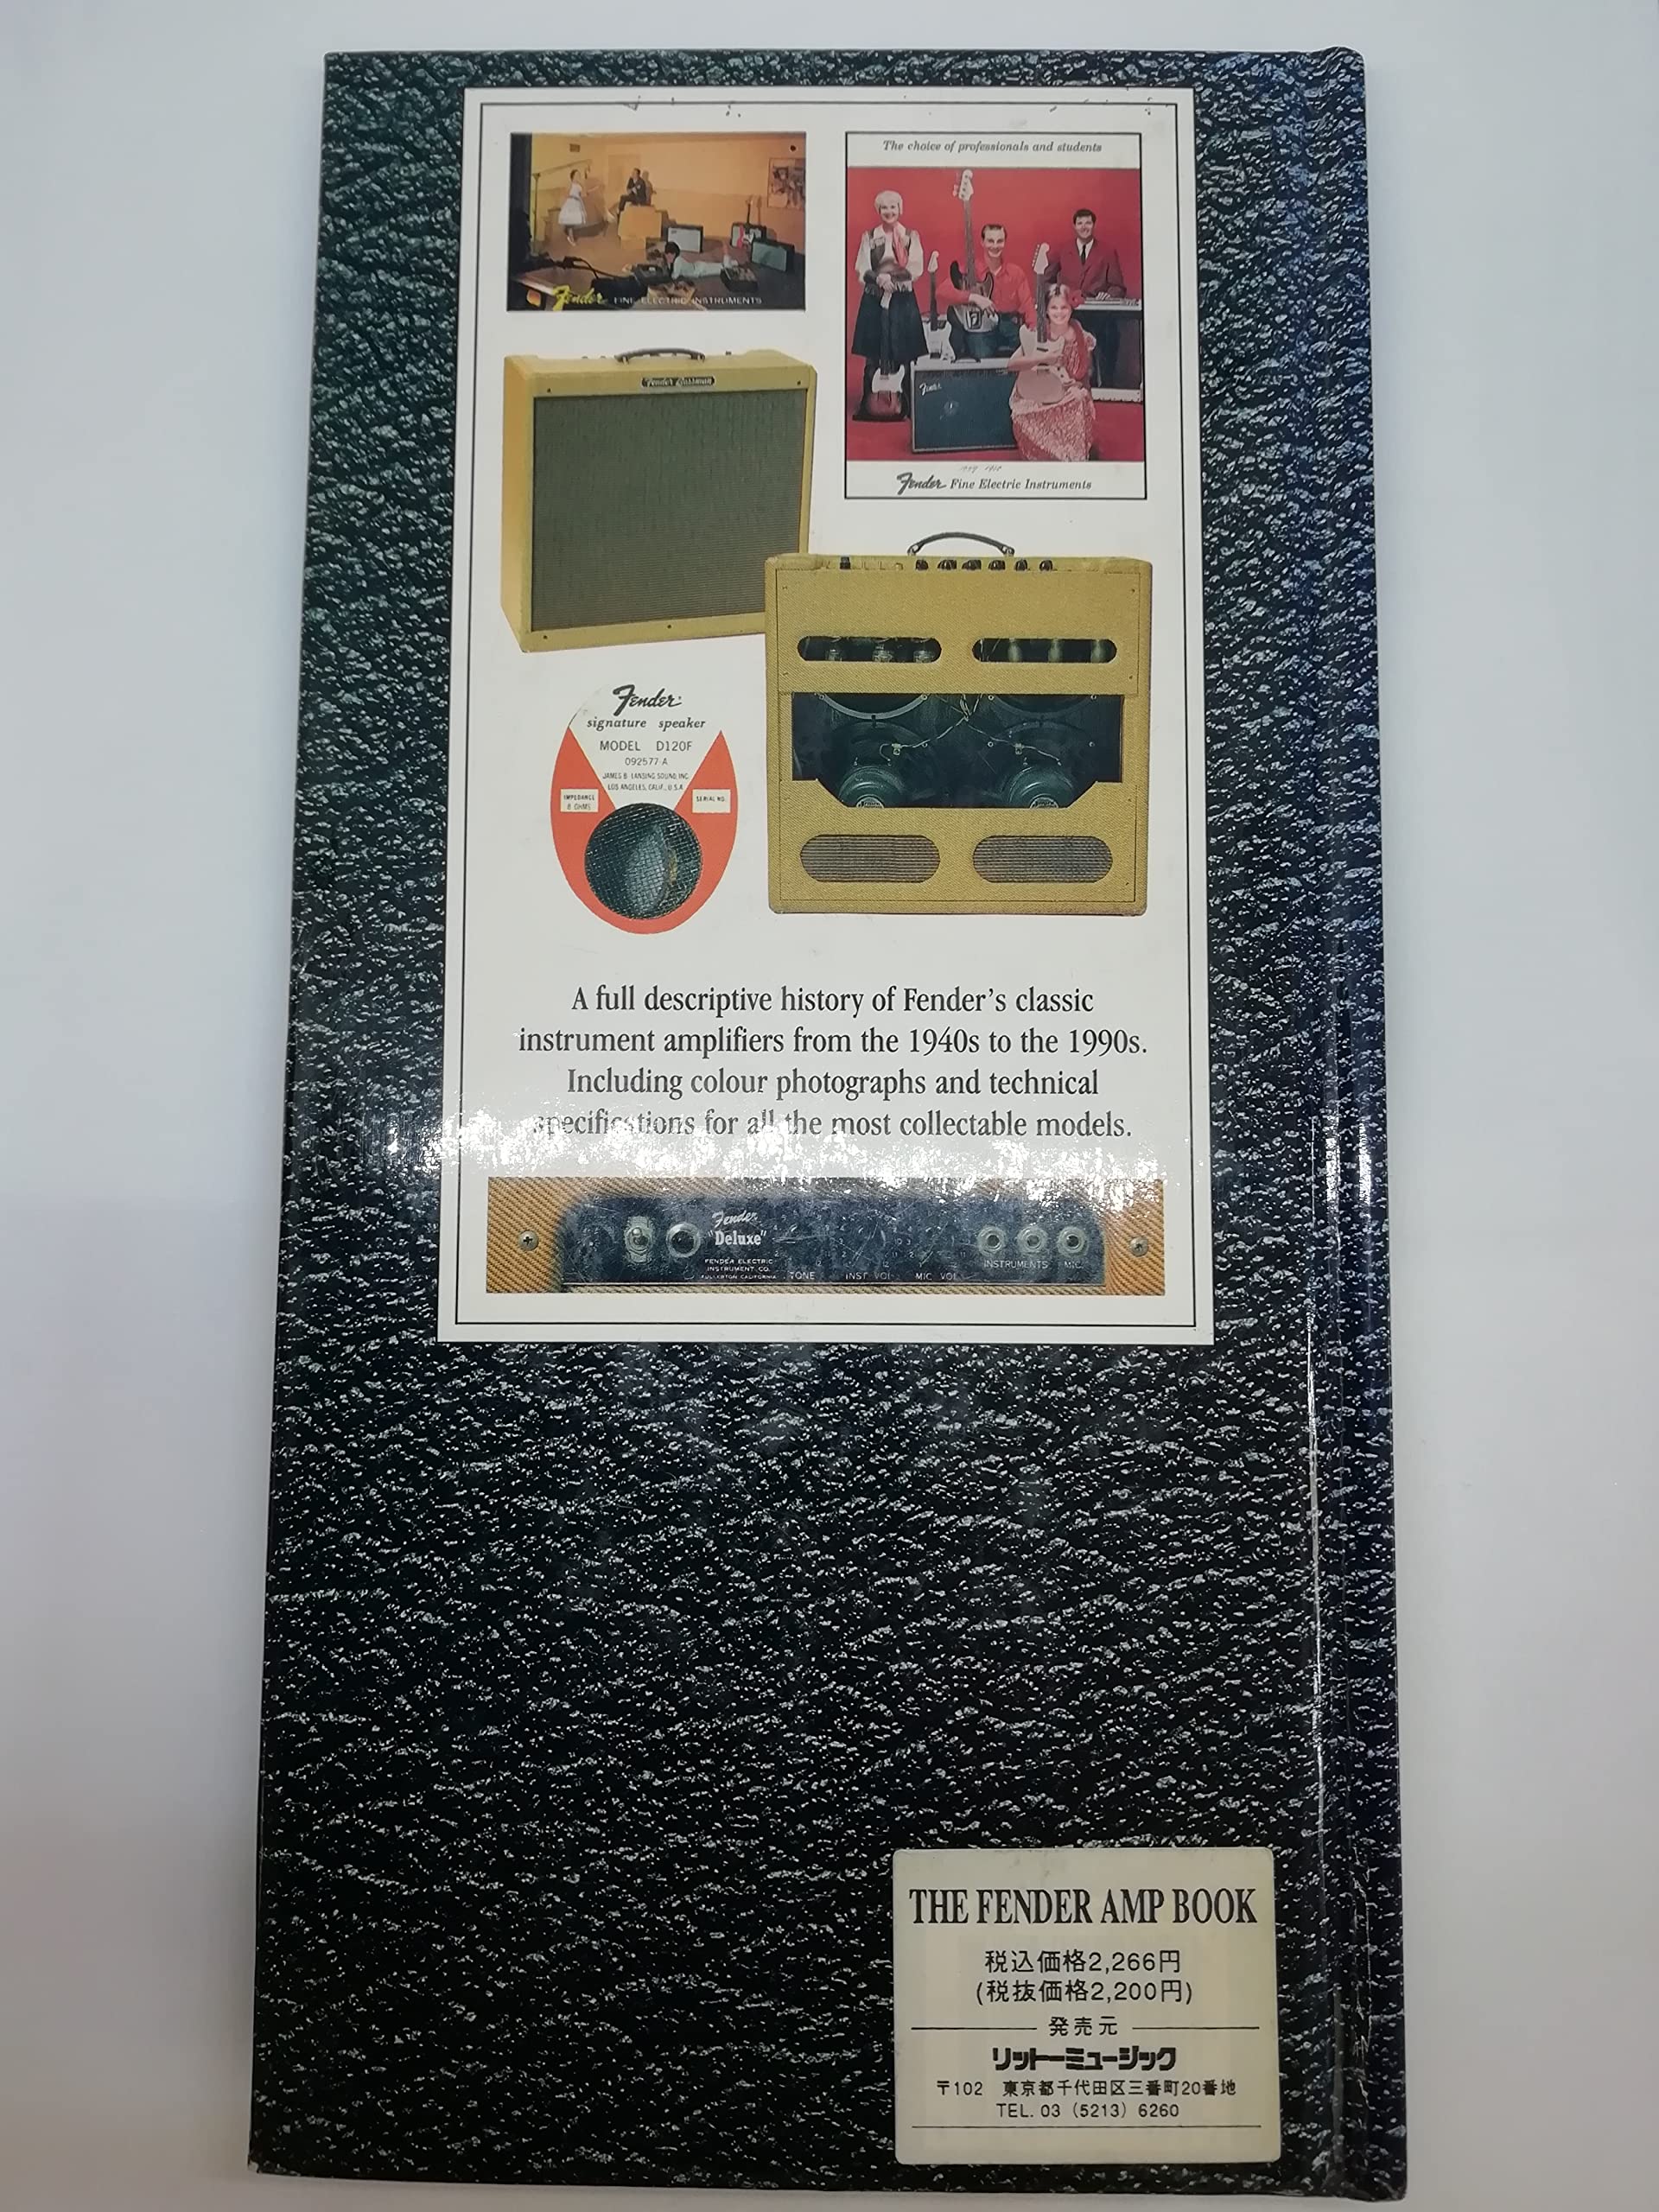 The choice of professionals and students
Fender FINE ELECTRIC INSTRUMENTS
Fender
Fender Bassman
Fender Fine Electric Instruments
Fender
signature speaker
MODEL D120F
092577-A
JAMES B. LANSING SOUND, INC.
LOS ANGELES, CALIF., U.S.A
IMPEDANCE
8 OHMS
SERIAL NO.
A full descriptive history of Fender's classic
instrument amplifiers from the 1940s to the 1990s.
Including colour photographs and technical
specifications for all the most collectable models.
Fender
"Deluxe"
FENDER ELECTRIC
INSTRUMENT CO.
FULLERTON CALIFORNIA
TONE INST VOL MIC VOL
INSTRUMENTS MIC.
THE FENDER AMP BOOK
税込価格2,266円
(税抜価格2,200円)
発売元
リットーミュージック
〒102 東京都千代田区三番町20番地
TEL. 03 (5213) 6260